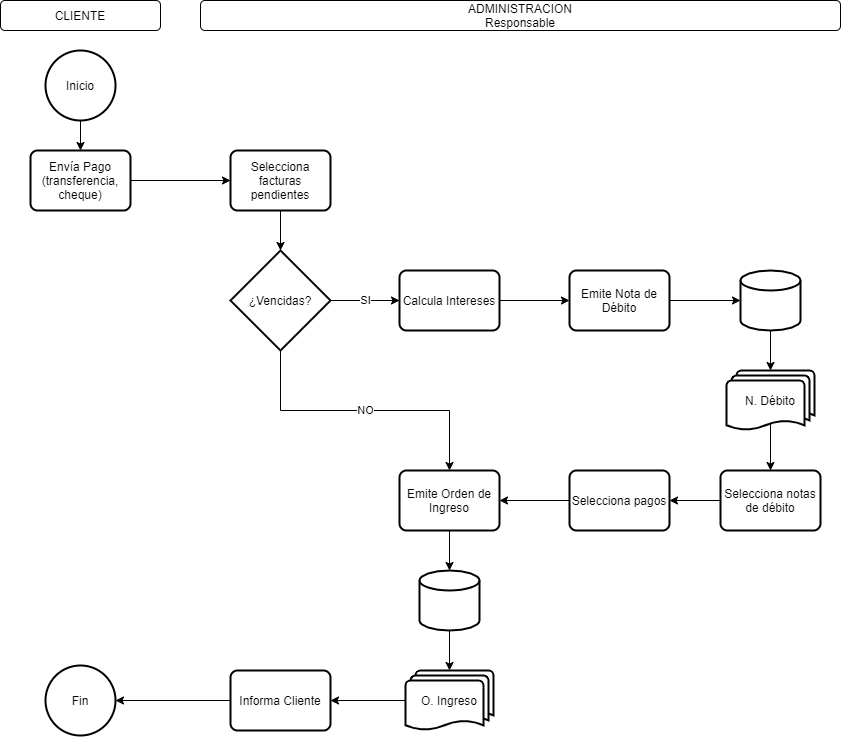 CLIENTE
ADMINISTRACION
Responsable
Inicio
Envía Pago
(transferencia,
cheque)
Selecciona
facturas
pendientes
¿Vencidas?
SI
Calcula Intereses
Emite Nota de
Débito
N. Débito
NO
Emite Orden de
Ingreso
Selecciona pagos
Selecciona notas
de débito
Fin
Informa Cliente
O. Ingreso